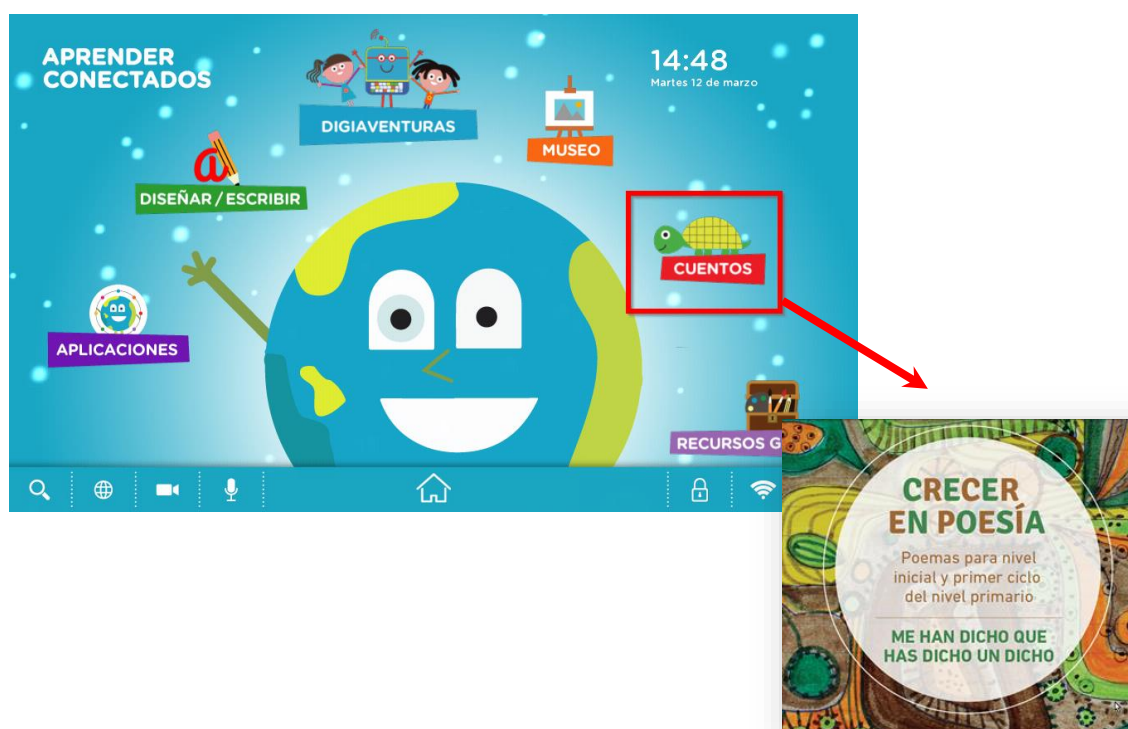 APRENDER
CONECTADOS
14:48
Martes 12 de marzo
DIGIAVENTURAS
MUSEO
DISEÑAR / ESCRIBIR
CUENTOS
APLICACIONES
RECURSOS G
CRECER
EN POESÍA
Poemas para nivel
inicial y primer ciclo
del nivel primario
ME HAN DICHO QUE
HAS DICHO UN DICHO